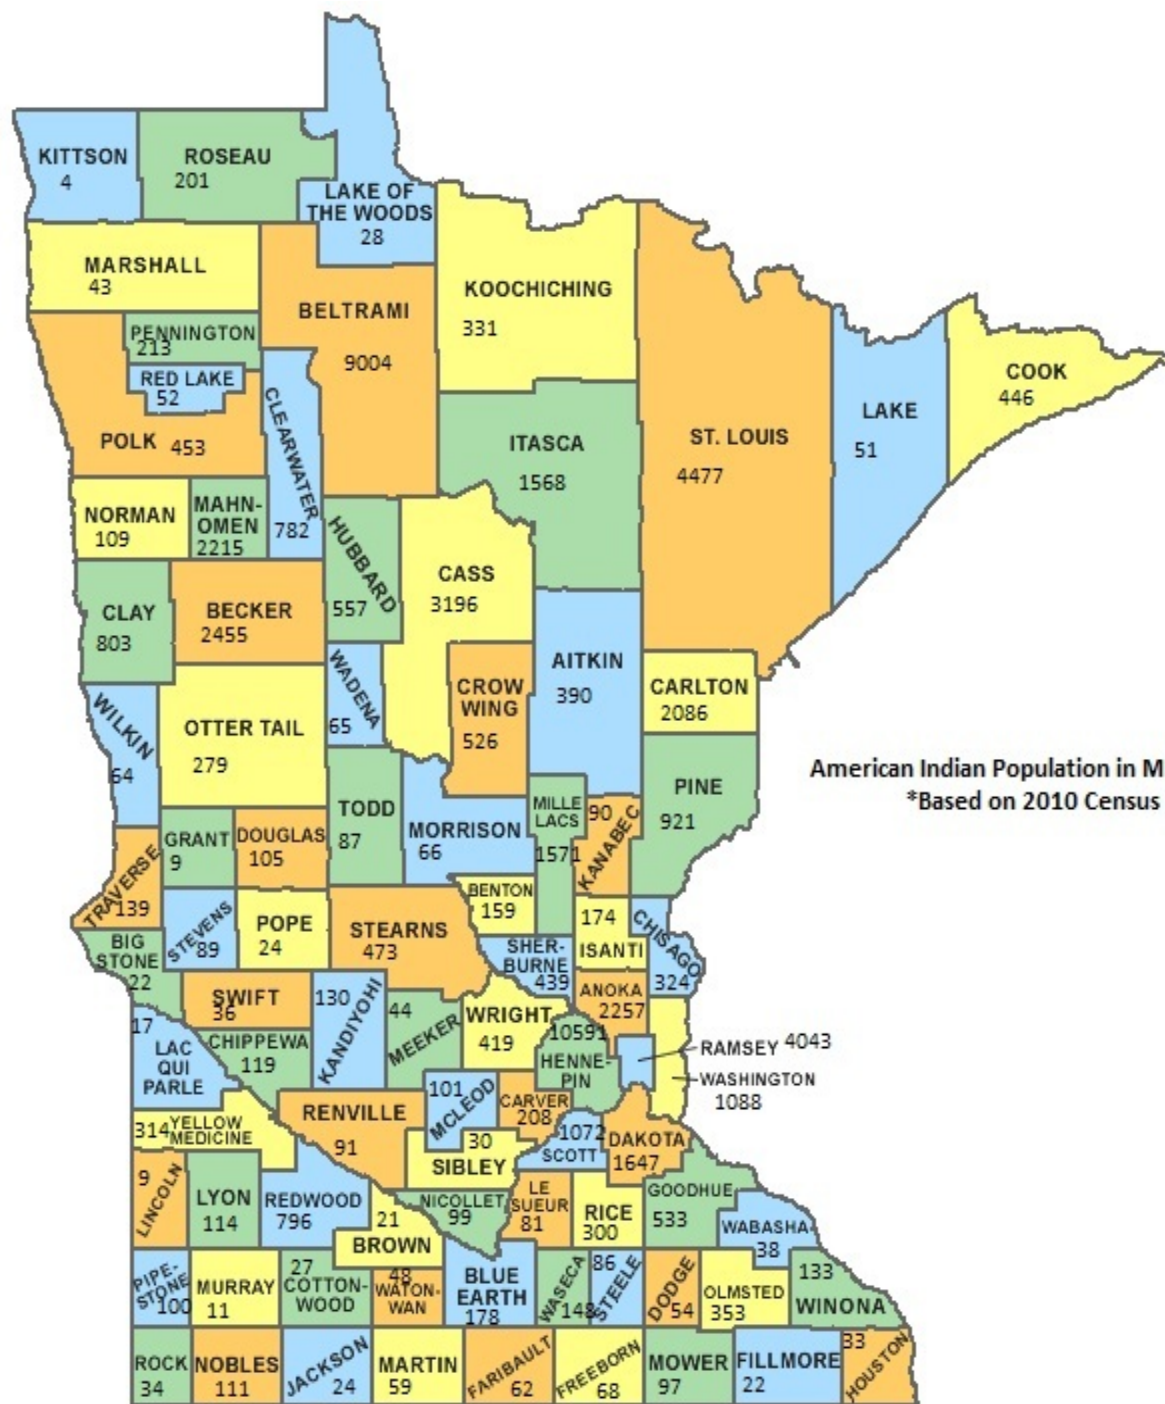 KITTSON
4
ROSEAU
201
LAKE OF
THE WOODS
28
MARSHALL
43
BELTRAMI
9004
KOOCHICHING
331
ST. LOUIS
4477
LAKE
51
COOK
446
PENNINGTON
213
RED LAKE
52
POLK 453
CLEARWATER
782
ITASCA
1568
NORMAN
109
MAHN-
OMEN
2215
HUBBARD
557
CASS
3196
CLAY
803
BECKER
2455
WADENA
65
CROW
WING
526
AITKIN
390
CARLTON
2086
WILKIN
64
OTTER TAIL
279
TODD
87
MORRISON
66
MILLE
LACS
1571
90
KANABEC
PINE
921
American Indian Population in M
*Based on 2010 Census
GRANT
9
DOUGLAS
105
TRAVERSE
139
STEVENS
89
POPE
24
STEARNS
473
BENTON
159
SHER-
BURNE
439
174
ISANTI
CHISAGO
324
BIG
STONE
22
SWIFT
36
130
KANDIYOHI
44
MEEKER
WRIGHT
419
ANOKA
2257
10591
HENNE-
PIN
RAMSEY 4043
WASHINGTON
1088
17
LAC
QUI
PARLE
CHIPPEWA
119
314 YELLOW
MEDICINE
RENVILLE
91
101
MCLEOD
CARVER
208
30
SIBLEY
1072
SCOTT
DAKOTA
1647
9
LINCOLN
LYON
114
REDWOOD
796
21
BROWN
NICOLLET
99
LE
SUEUR
81
RICE
300
GOODHUE
533
WABASHA
38
PIPE-
STONE
100
MURRAY
11
27
COTTON-
WOOD
48
WATON-
WAN
BLUE
EARTH
178
WASECA
148
86
STEELE
DODGE
54
OLMSTED
353
133
WINONA
ROCK
34
NOBLES
111
JACKSON
24
MARTIN
59
FARIBAULT
62
FREEBORN
68
MOWER
97
FILLMORE
22
33
HOUSTON